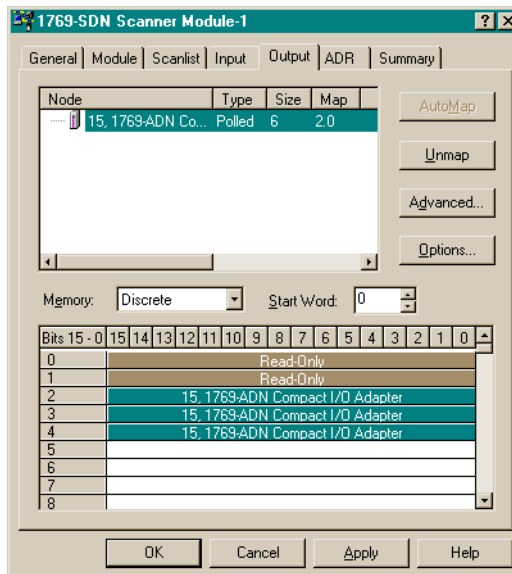 1769-SDN Scanner Module-1
General Module Scanlist Input Output ADR Summary
Node Type Size Map
15, 1769-ADN Co... Polled 6 2.0
AutoMap
Unmap
Advanced...
Options...
Memory: Discrete Start Word: 0
Bits 15 - 0 15 14 13 12 11 10 9 8 7 6 5 4 3 2 1 0
0 Read-Only
1 Read-Only
2 15, 1769-ADN Compact I/O Adapter
3 15, 1769-ADN Compact I/O Adapter
4 15, 1769-ADN Compact I/O Adapter
5
6
7
8
OK Cancel Apply Help